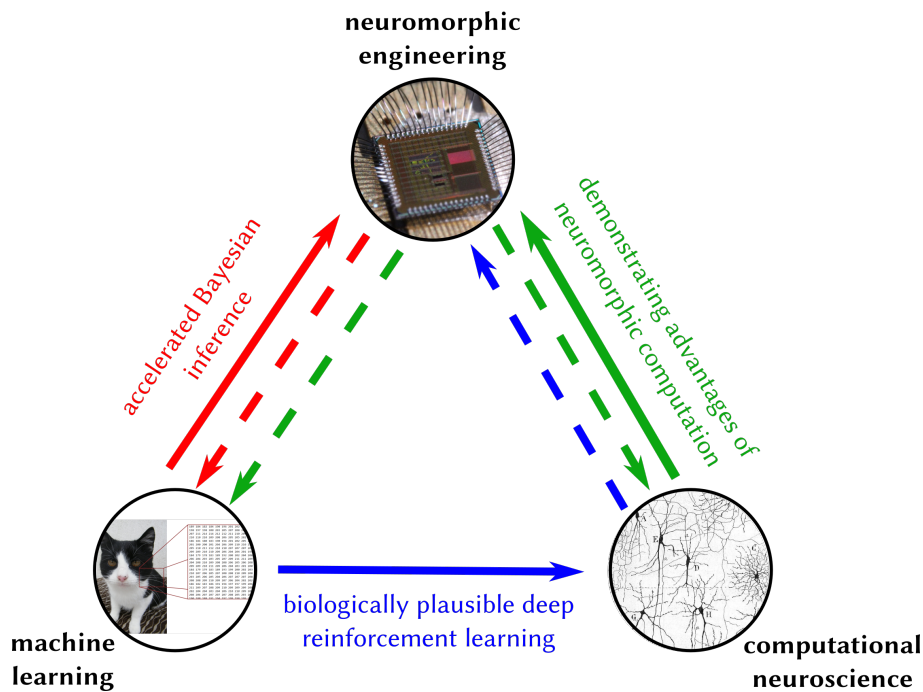 neuromorphic
engineering
accelerated Bayesian
inference
demonstrating advantages of
neuromorphic computation
biologically plausible deep
reinforcement learning
machine
learning
computational
neuroscience
E
D
C
G
H